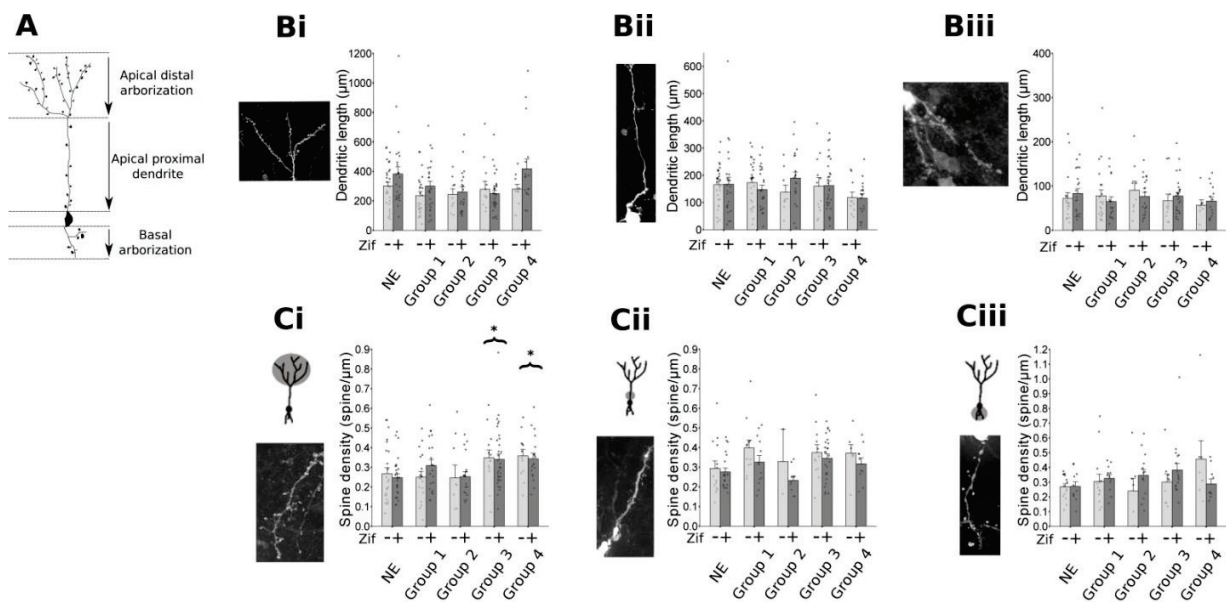 A
Apical distal
arborization
Apical proximal
dendrite
Basal
arborization
Bi
Dendritic length (µm)
1200
1000
800
600
400
200
0
Zif -+ -+ -+ -+ -+
NE
Group 1
Group 2
Group 3
Group 4
Bii
Dendritic length (µm)
600
500
400
300
200
100
0
Zif -+ -+ -+ -+ -+
NE
Group 1
Group 2
Group 3
Group 4
Biii
Dendritic length (µm)
400
300
200
100
0
Zif -+ -+ -+ -+ -+
NE
Group 1
Group 2
Group 3
Group 4
Ci
Spine density (spine/µm)
0.9
0.8
0.7
0.6
0.5
0.4
0.3
0.2
0.1
0
*
*
Zif -+ -+ -+ -+ -+
NE
Group 1
Group 2
Group 3
Group 4
Cii
Spine density (spine/µm)
0.9
0.8
0.7
0.6
0.5
0.4
0.3
0.2
0.1
0
Zif -+ -+ -+ -+ -+
NE
Group 1
Group 2
Group 3
Group 4
Ciii
Spine density (spine/µm)
1.2
1.1
1.0
0.9
0.8
0.7
0.6
0.5
0.4
0.3
0.2
0.1
0
Zif -+ -+ -+ -+ -+
NE
Group 1
Group 2
Group 3
Group 4